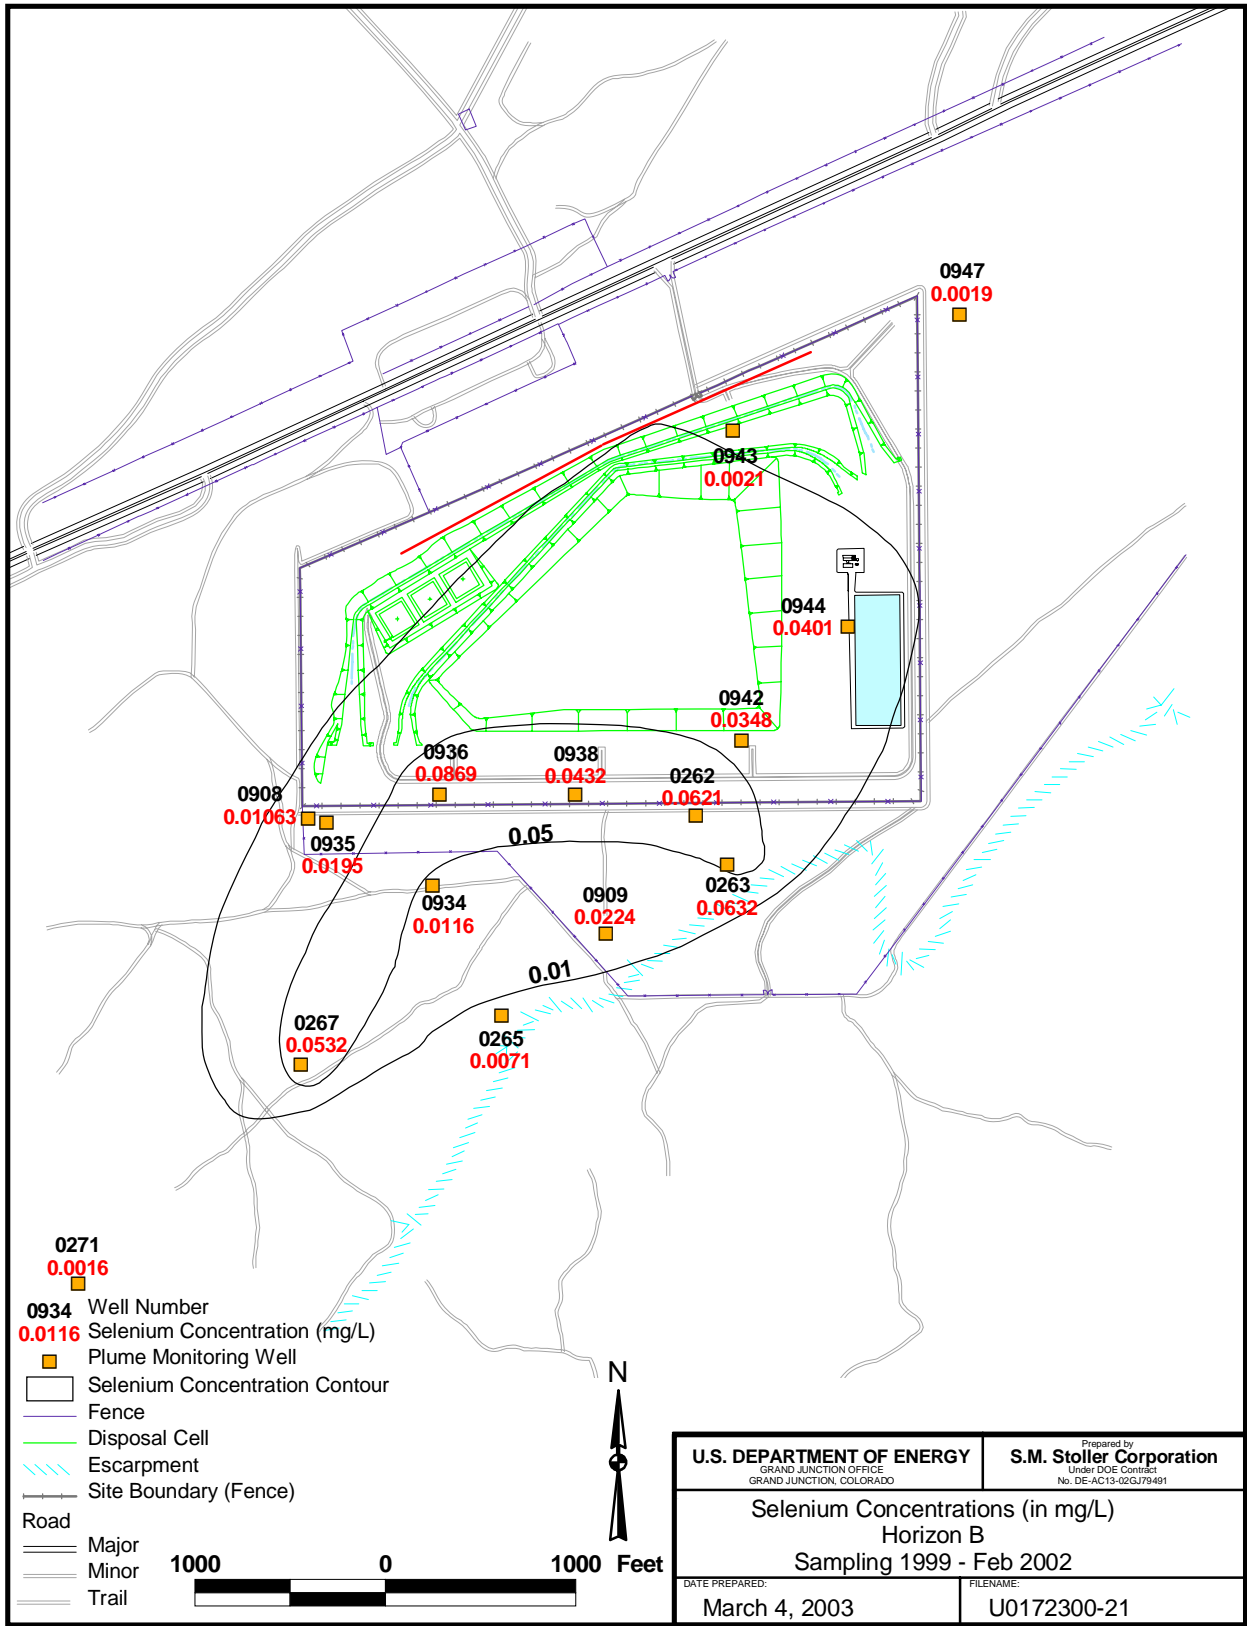 0947
0.0019
0943
0.0021
0944
0.0401
0942
0.0348
0936
0.0869
0938
0.0432
0262
0.0621
0908
0.01063
0935
0.0195
0.05
0934
0.0116
0909
0.0224
0263
0.0632
0.01
0267
0.0532
0265
0.0071
0271
0.0016
0934 Well Number
0.0116 Selenium Concentration (mg/L)
Plume Monitoring Well
Selenium Concentration Contour
Fence
Disposal Cell
Escarpment
Site Boundary (Fence)
Road
Major
Minor
Trail
1000 0 1000 Feet
N
U.S. DEPARTMENT OF ENERGY
GRAND JUNCTION OFFICE
GRAND JUNCTION, COLORADO
Prepared by
S.M. Stoller Corporation
Under DOE Contract
No. DE-AC13-02GJ79491
Selenium Concentrations (in mg/L)
Horizon B
Sampling 1999 - Feb 2002
DATE PREPARED:
March 4, 2003
FILENAME:
U0172300-21